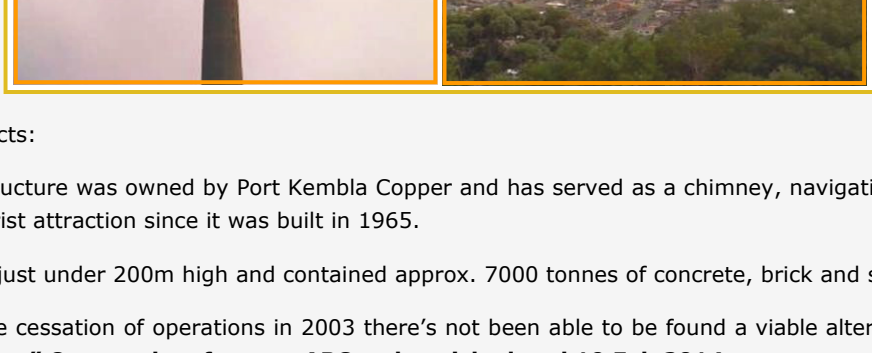 cts:
ucture was owned by Port Kembla Copper and has served as a chimney, navigati
ist attraction since it was built in 1965.
just under 200m high and contained approx. 7000 tonnes of concrete, brick and s
e cessation of operations in 2003 there's not been able to be found a viable alter